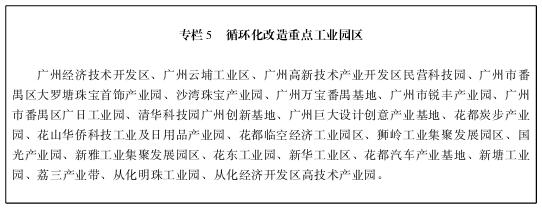 专栏5　循环化改造重点工业园区
广州经济技术开发区、广州云埔工业区、广州高新技术产业开发区民营科技园、广州市番
禺区大罗塘珠宝首饰产业园、沙湾珠宝产业园、广州万宝番禺基地、广州市锐丰产业园、广州
市番禺区广日工业园、清华科技园广州创新基地、广州巨大设计创意产业基地、花都炭步产业
园、花山华侨科技工业及日用品产业园、花都临空经济工业园区、狮岭工业集聚发展园区、国
光产业园、新雅工业集聚发展园区、花东工业园、新华工业区、花都汽车产业基地、新塘工业
园、荔三产业带、从化明珠工业园、从化经济开发区高技术产业园。